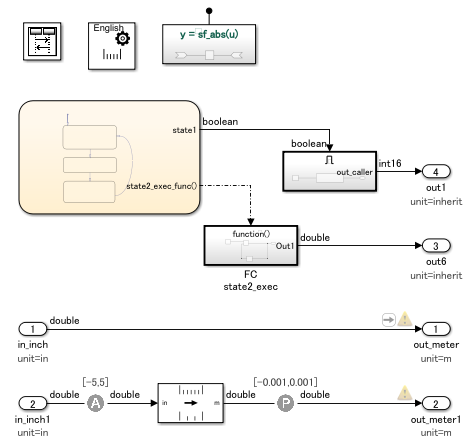 English
y = sf_abs(u)
state1
boolean
boolean
out_caller
int16
4
out1
unit=inherit
state2_exec_func()
function()
Out1
double
3
out6
unit=inherit
FC
state2_exec
1
double
in_inch
unit=in
1
out_meter
unit=m
2
double
[-5,5]
A
double
in
m
double
[-0.001,0.001]
P
double
2
in_inch1
unit=in
out_meter1
unit=m